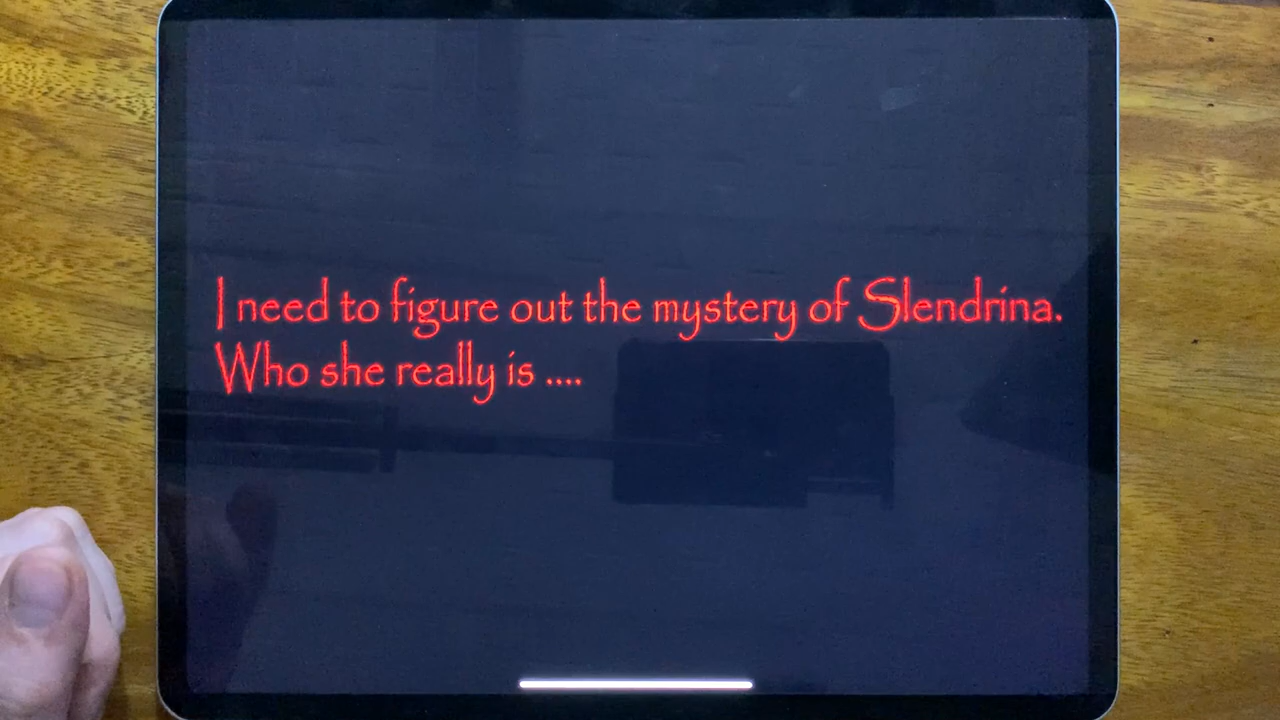 I need to figure out the mystery of Slendrina.
Who she really is ....